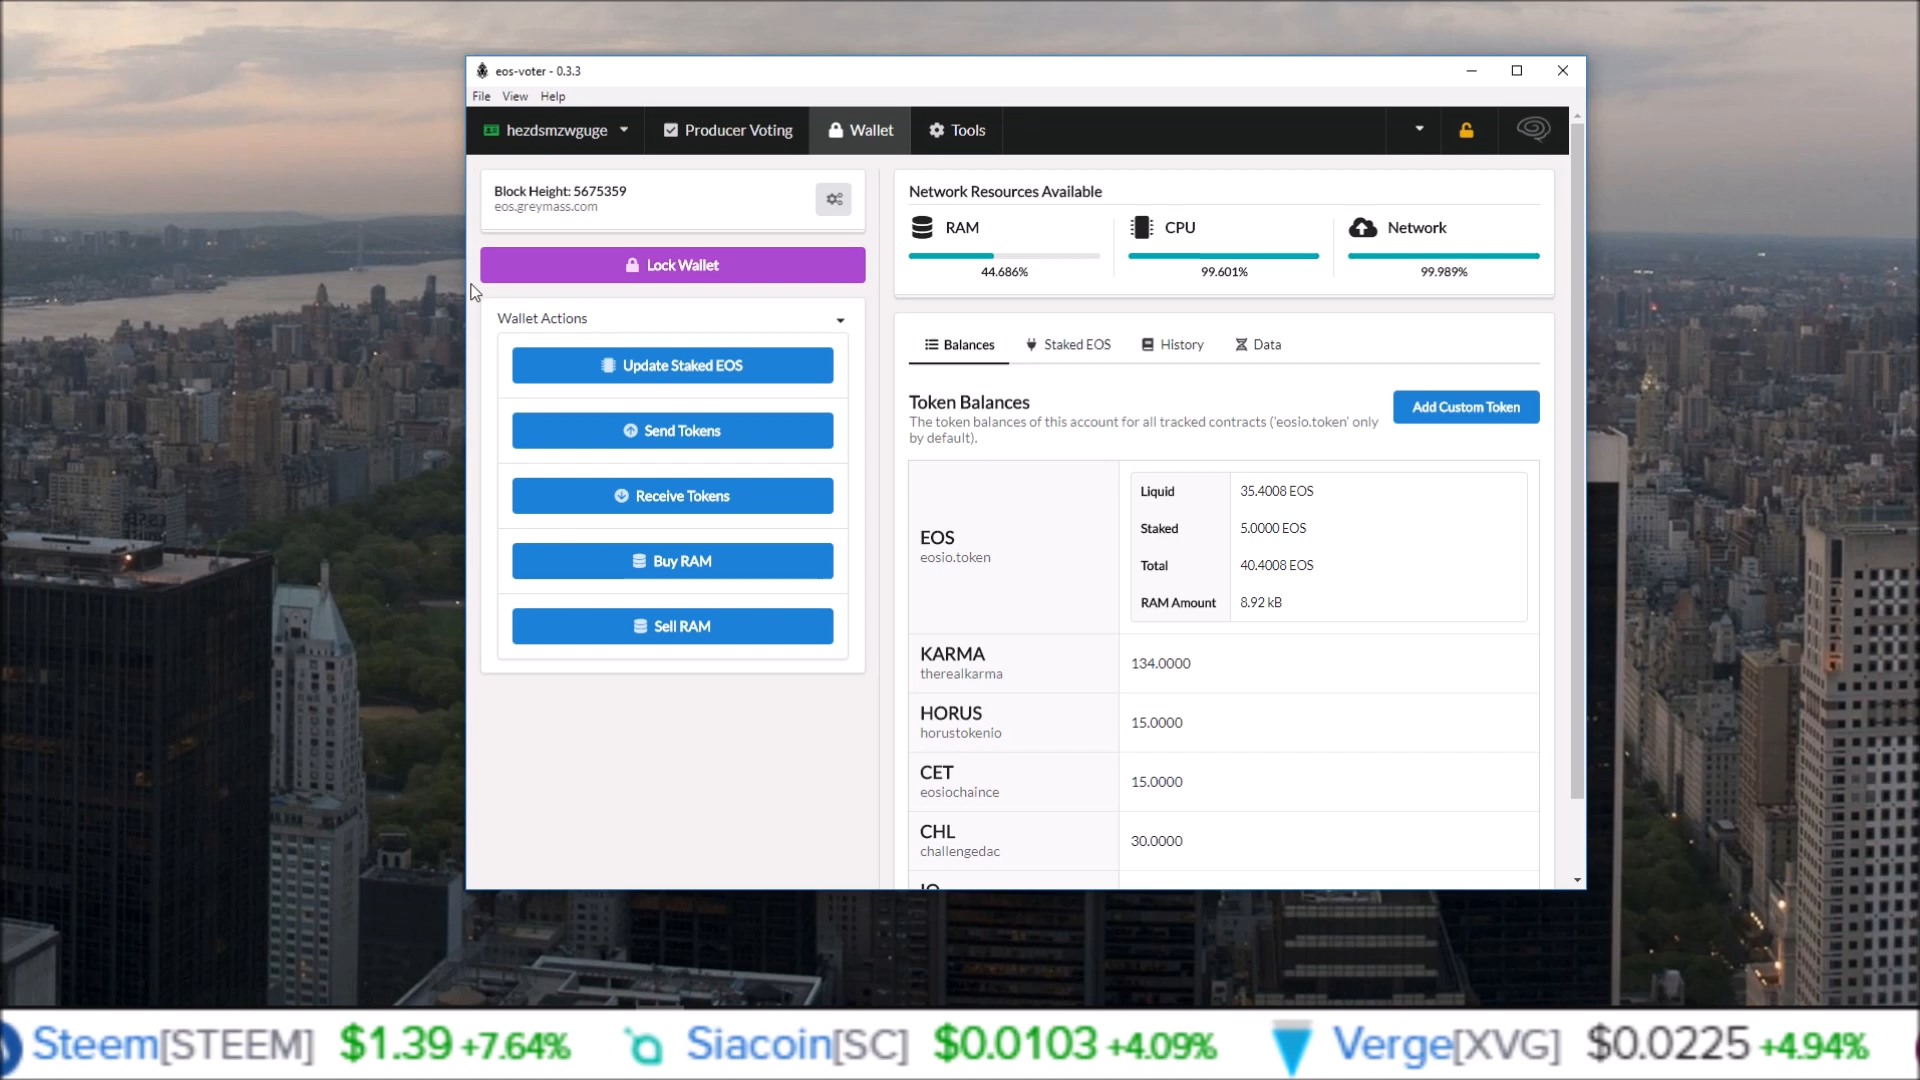 eos-voter - 0.3.3
File View Help
hezdsmzwguge Producer Voting Wallet Tools
Block Height: 5675359
eos.greymass.com
Lock Wallet
Wallet Actions
Update Staked EOS
Send Tokens
Receive Tokens
Buy RAM
Sell RAM
Network Resources Available
RAM CPU Network
44.686% 99.601% 99.989%
Balances Staked EOS History Data
Token Balances
The token balances of this account for all tracked contracts ('eosio.token' only
by default).
Add Custom Token
EOS
eosio.token
Liquid 35.4008 EOS
Staked 5.0000 EOS
Total 40.4008 EOS
RAM Amount 8.92 kB
KARMA
therealkarma
134.0000
HORUS
horustokenio
15.0000
CET
eosiochaince
15.0000
CHL
challengedac
30.0000
Steem[STEEM] $1.39 +7.64% Siacoin[SC] $0.0103 +4.09% Verge[XVG] $0.0225 +4.94%